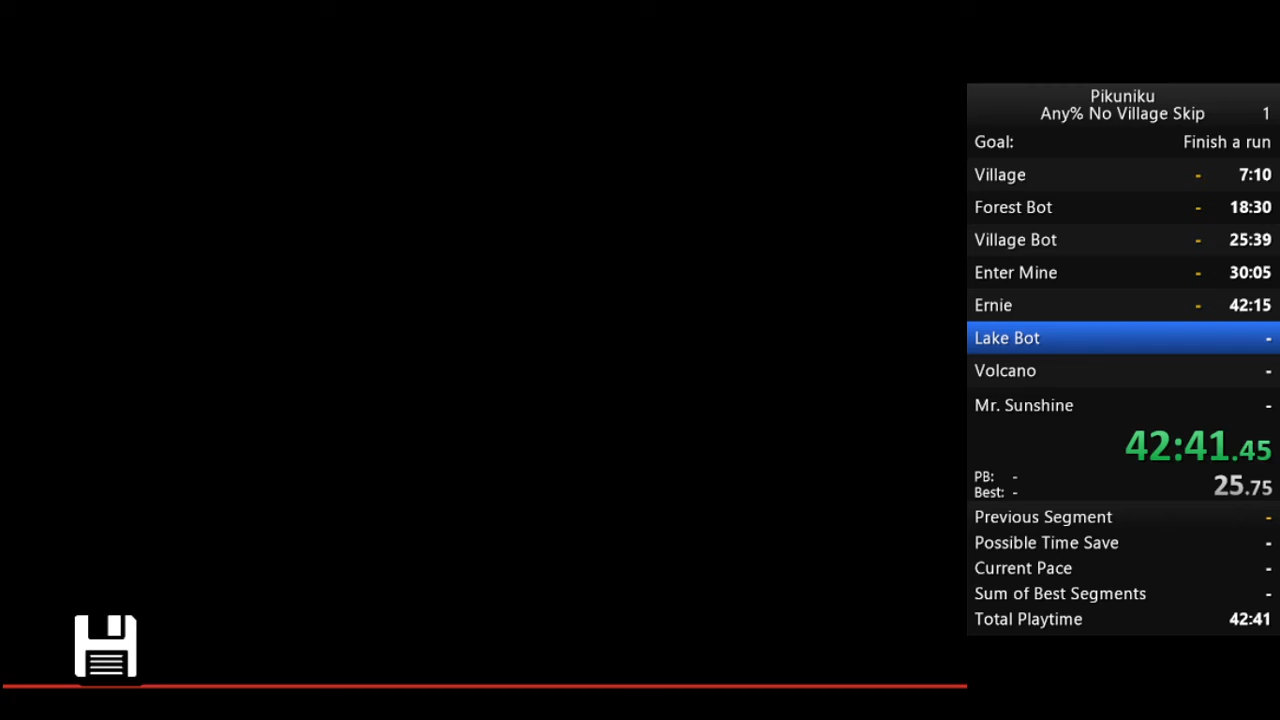 Pikuniku
Any% No Village Skip 1
Goal: Finish a run
Village - 7:10
Forest Bot - 18:30
Village Bot - 25:39
Enter Mine - 30:05
Ernie - 42:15
Lake Bot -
Volcano -
Mr. Sunshine -
42:41.45
PB: -
Best: - 25.75
Previous Segment -
Possible Time Save -
Current Pace -
Sum of Best Segments -
Total Playtime 42:41